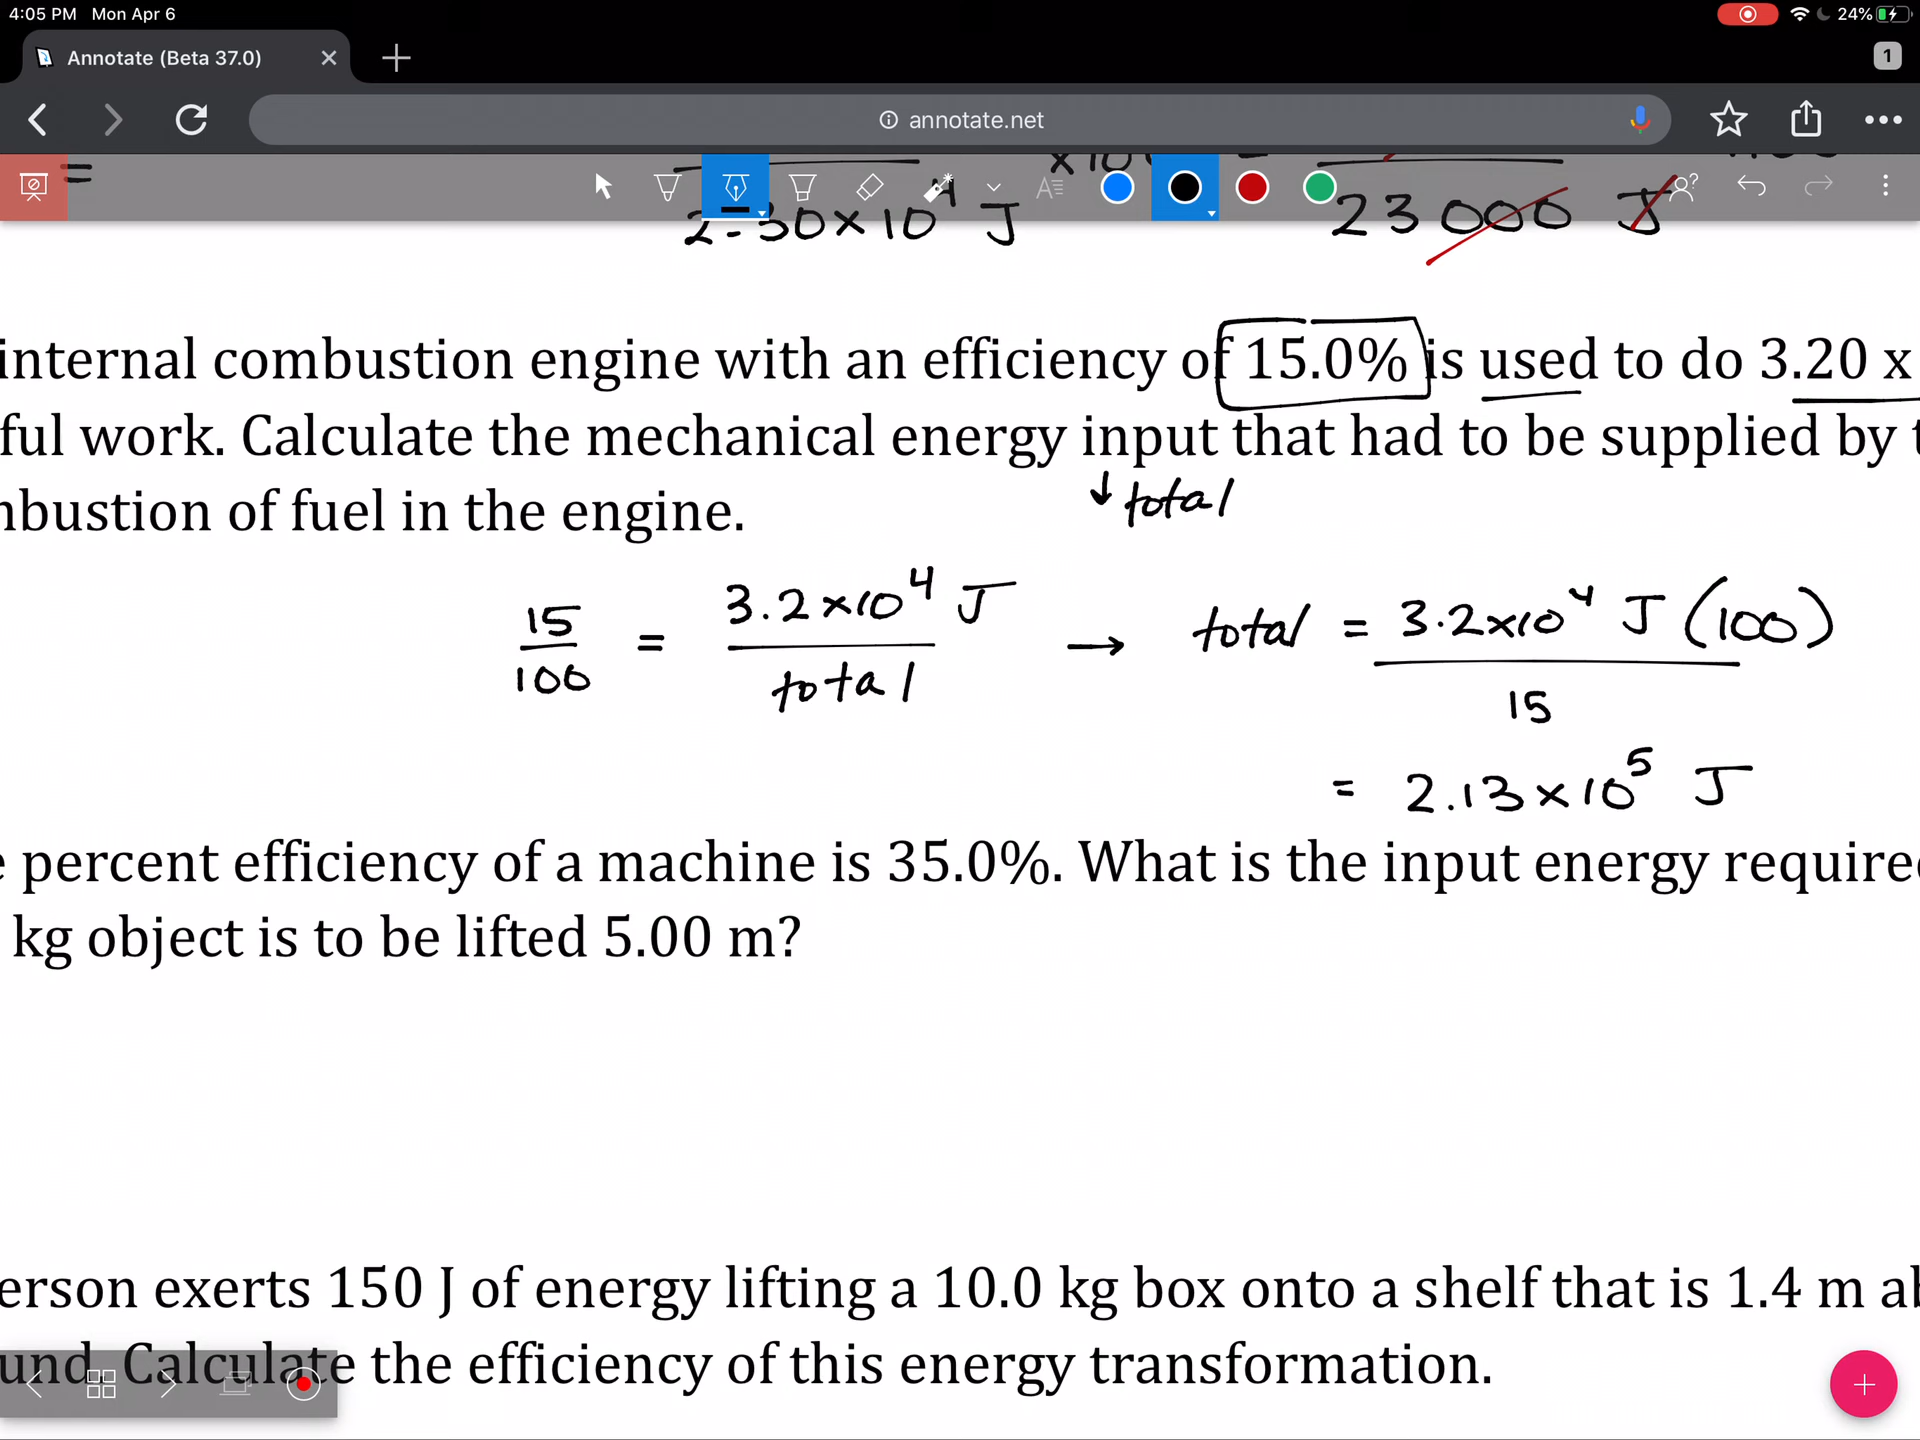 4:05 PM Mon Apr 6 24%
Annotate (Beta 37.0) 1
annotate.net
= x10
2.30 x 10^4 J 23 000 J
internal combustion engine with an efficiency of 15.0% is used to do 3.20 x
ful work. Calculate the mechanical energy input that had to be supplied by t
nbustion of fuel in the engine.
↓ total
15/100 = 3.2 x 10^4 J / total → total = 3.2 x 10^4 J (100) / 15
= 2.13 x 10^5 J
e percent efficiency of a machine is 35.0%. What is the input energy require
kg object is to be lifted 5.00 m?
erson exerts 150 J of energy lifting a 10.0 kg box onto a shelf that is 1.4 m ab
und. Calculate the efficiency of this energy transformation.